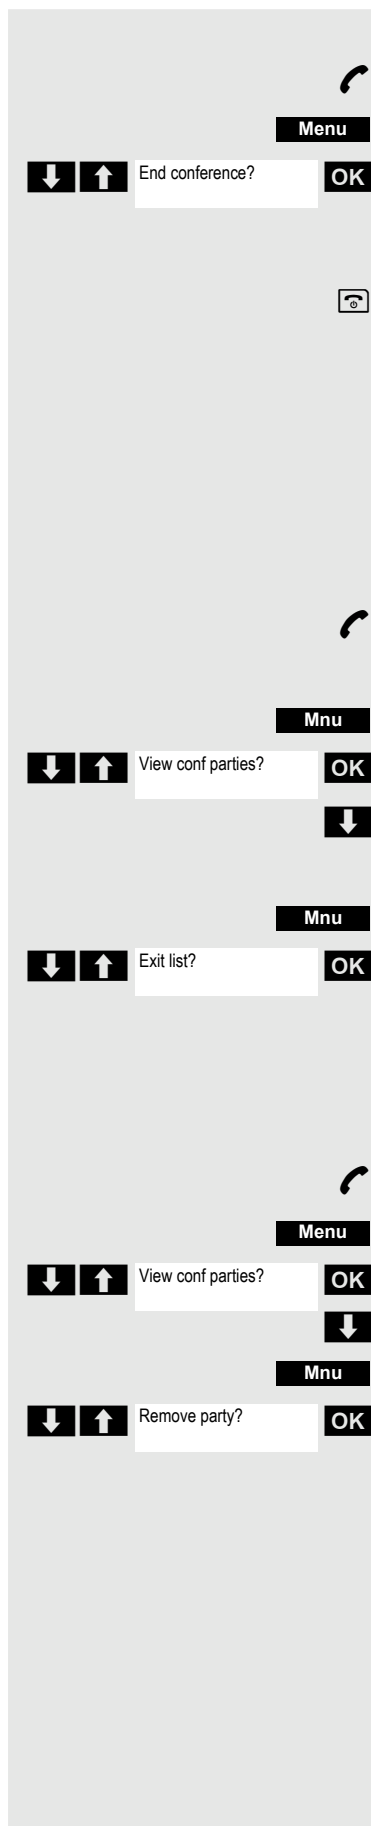 Menu
End conference? OK
Mnu
View conf parties? OK
Mnu
Exit list? OK
Menu
View conf parties? OK
Mnu
Remove party? OK